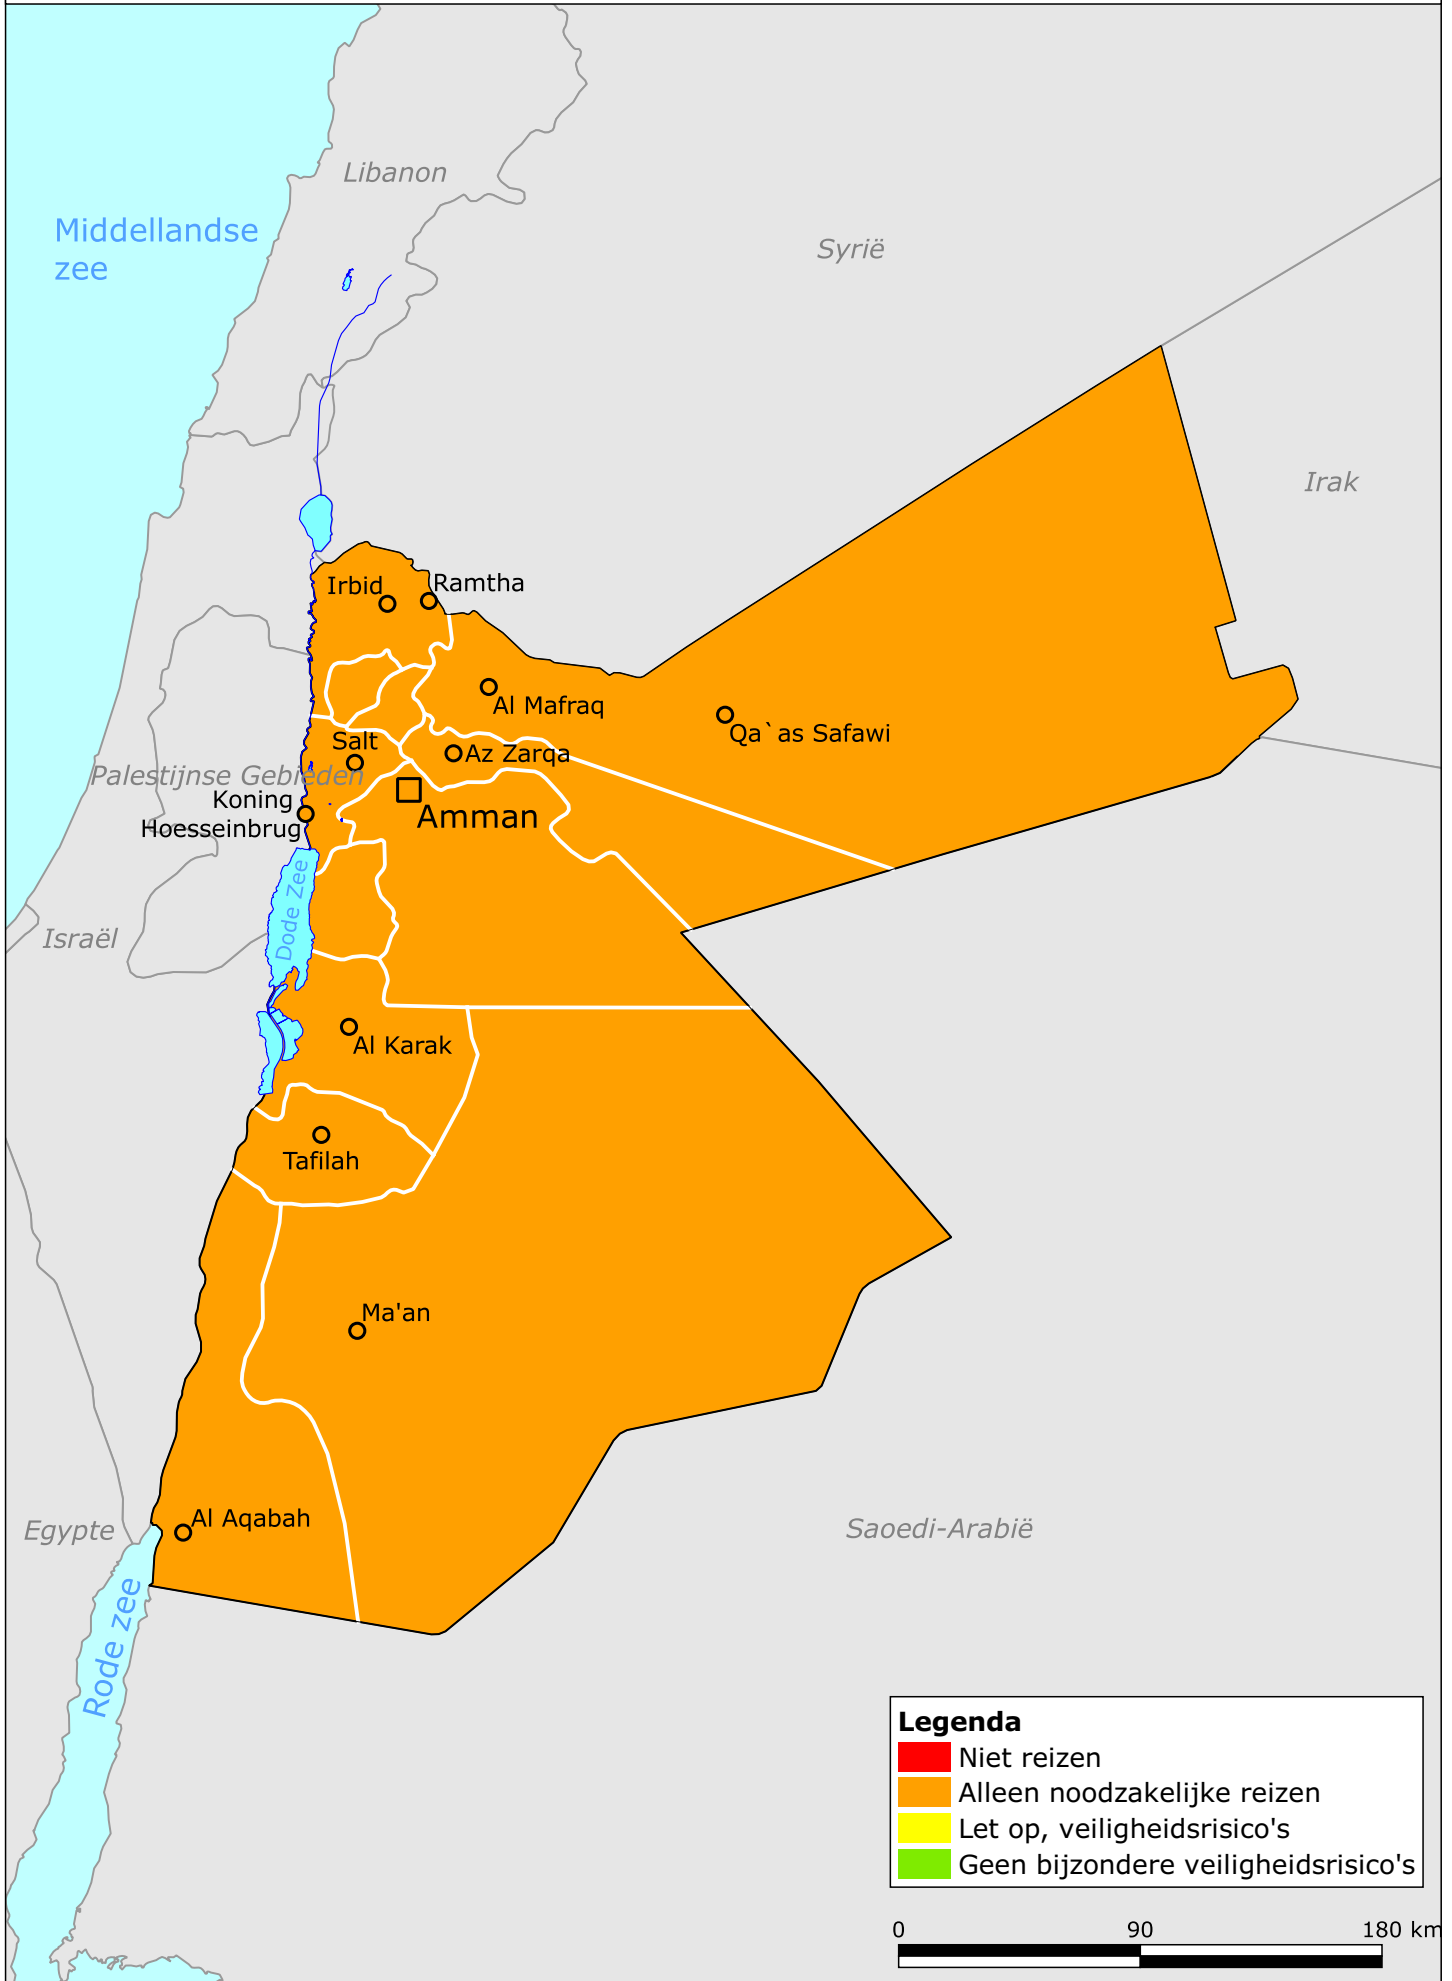 Libanon
Middellandse
zee
Syrië
Irak
Irbid
Ramtha
Al Mafraq
Qa`as Safawi
Salt
Az Zarqa
Palestijnse Gebieden
Koning
Hoesseinbrug
Amman
Dode Zee
Israël
Al Karak
Tafilah
Ma'an
Al Aqabah
Egypte
Saoedi-Arabië
Rode zee
Legenda
Niet reizen
Alleen noodzakelijke reizen
Let op, veiligheidsrisico's
Geen bijzondere veiligheidsrisico's
0 90 180 km